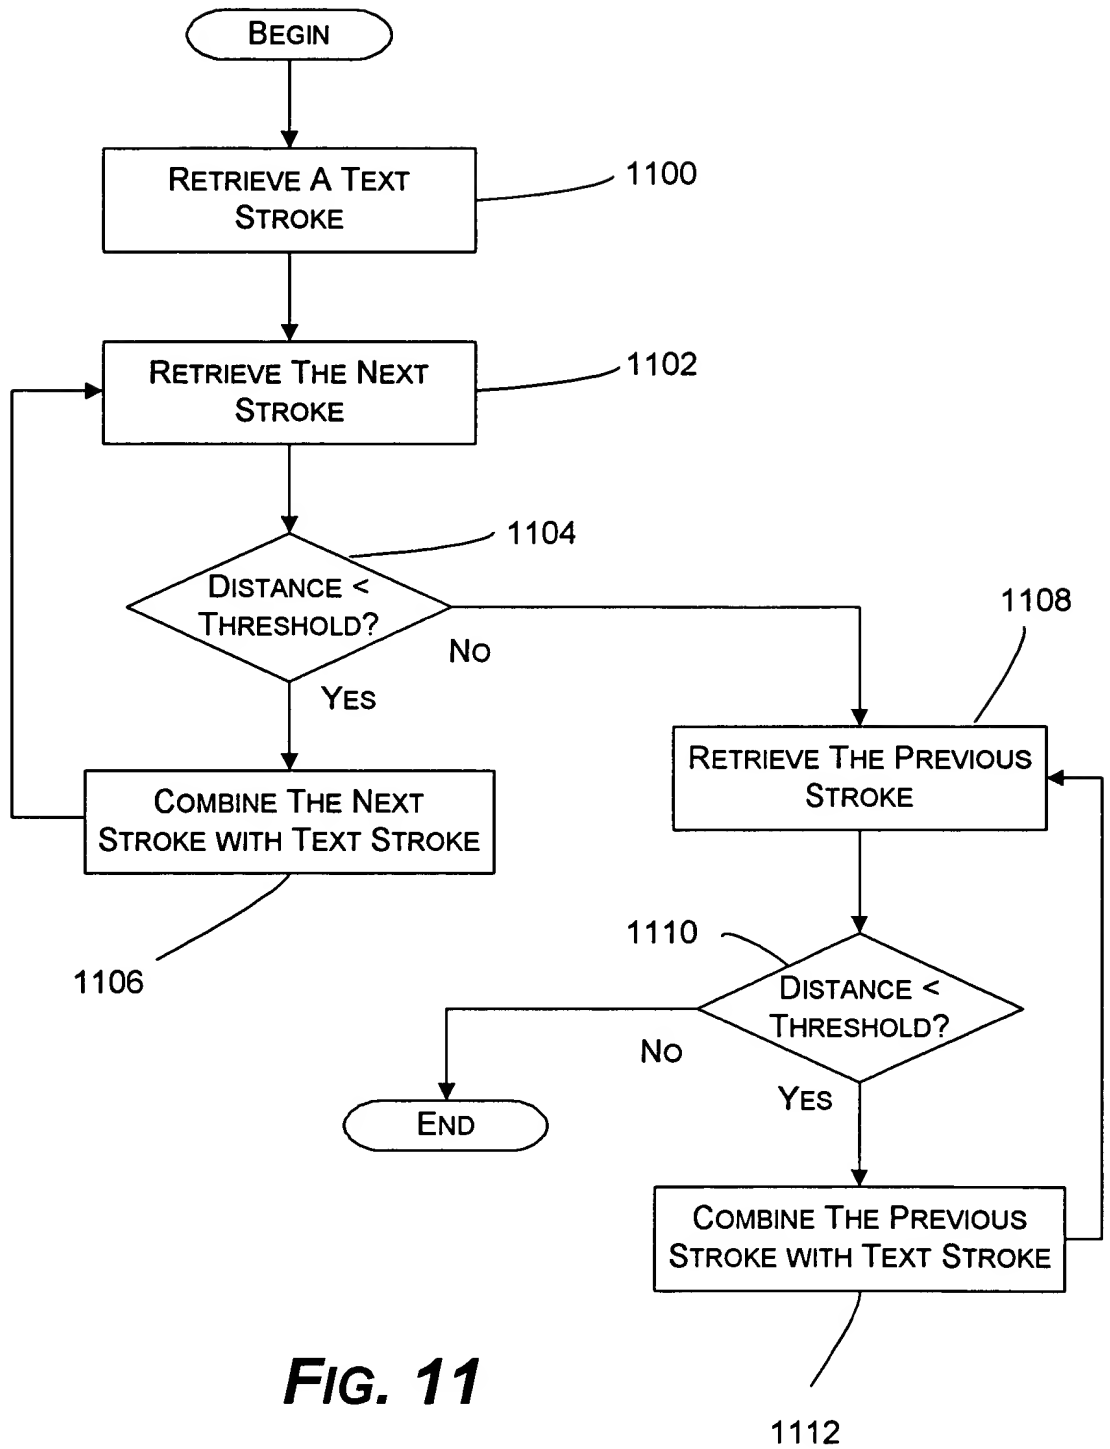 BEGIN
RETRIEVE A TEXT
STROKE
1100
RETRIEVE THE NEXT
STROKE
1102
DISTANCE <
THRESHOLD?
1104
NO
YES
COMBINE THE NEXT
STROKE WITH TEXT STROKE
1106
1108
RETRIEVE THE PREVIOUS
STROKE
1110
DISTANCE <
THRESHOLD?
NO
YES
END
COMBINE THE PREVIOUS
STROKE WITH TEXT STROKE
1112
FIG. 11